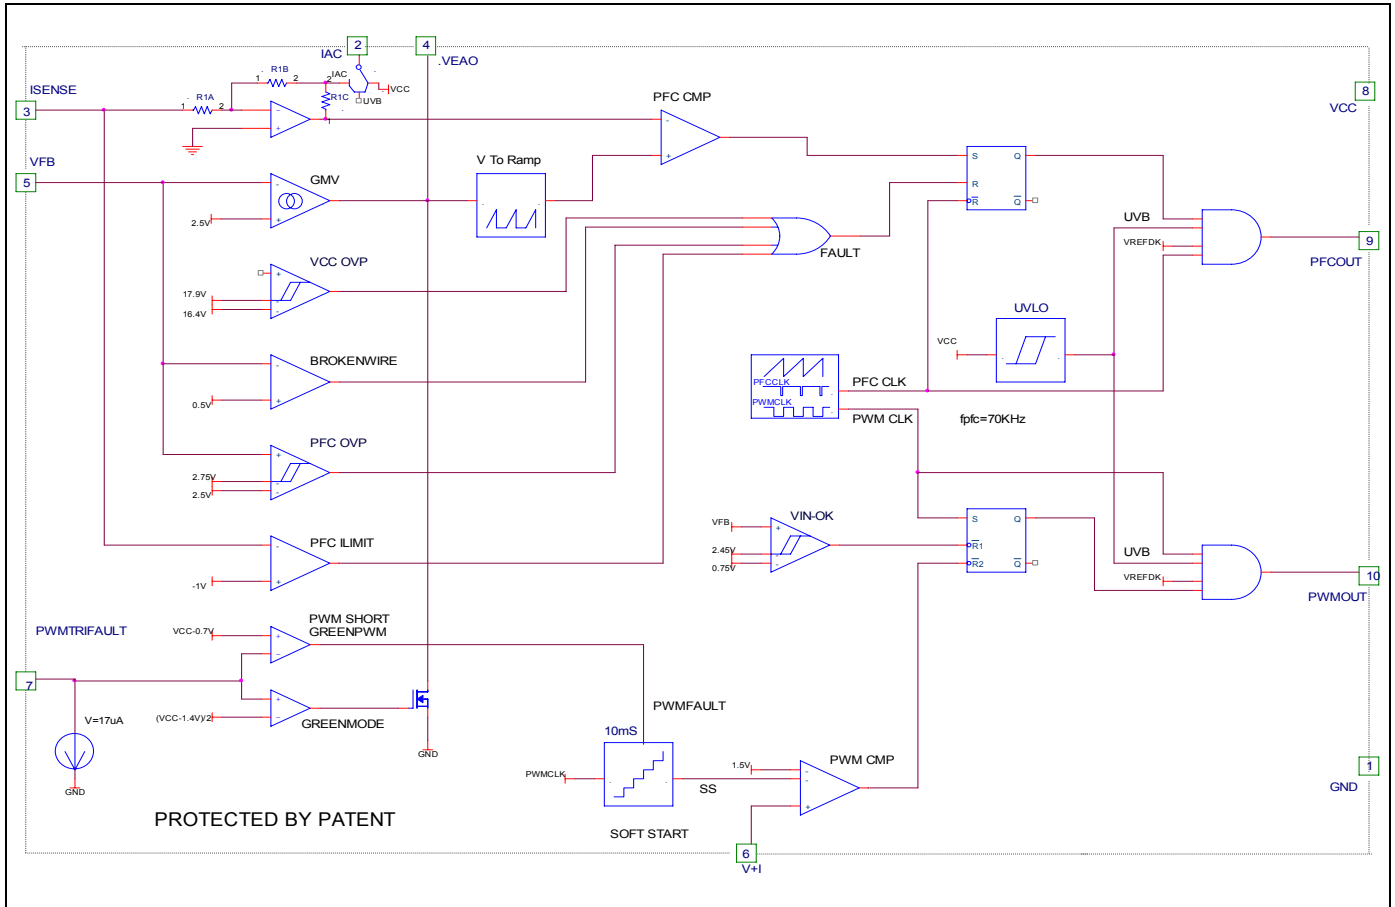 2
IAC
4
.VEAO
R1B
1
2
2
IAC
VCC
UVB
R1C
1
ISENSE
3
R1A
1
2
-
+
PFC CMP
-
+
8
VCC
VFB
5
GMV
-
+
2.5V
V To Ramp
S
Q
R
R
Q
UVB
VREFDK
9
PFCOUT
FAULT
VCC OVP
+
17.9V
16.4V
-
UVLO
VCC
BROKENWIRE
-
+
0.5V
PFCCLK
PWMCLK
PFC CLK
PWM CLK
fpfc=70KHz
PFC OVP
+
2.75V
2.5V
-
-
VIN-OK
VFB
+
2.45V
0.75V
-
-
S
Q
R1
R2
Q
UVB
VREFDK
10
PWMOUT
PFC ILIMIT
-
+
-1V
PWMTRIFAULT
7
V=17uA
GND
PWM SHORT
GREENPWM
VCC-0.7V
+
−
+
−
(VCC-1.4V)/2
GREENMODE
GND
PWMFAULT
10mS
PWMCLK
SS
SOFT START
1.5V
-
-
+
PWM CMP
6
V+I
1
GND
PROTECTED BY PATENT